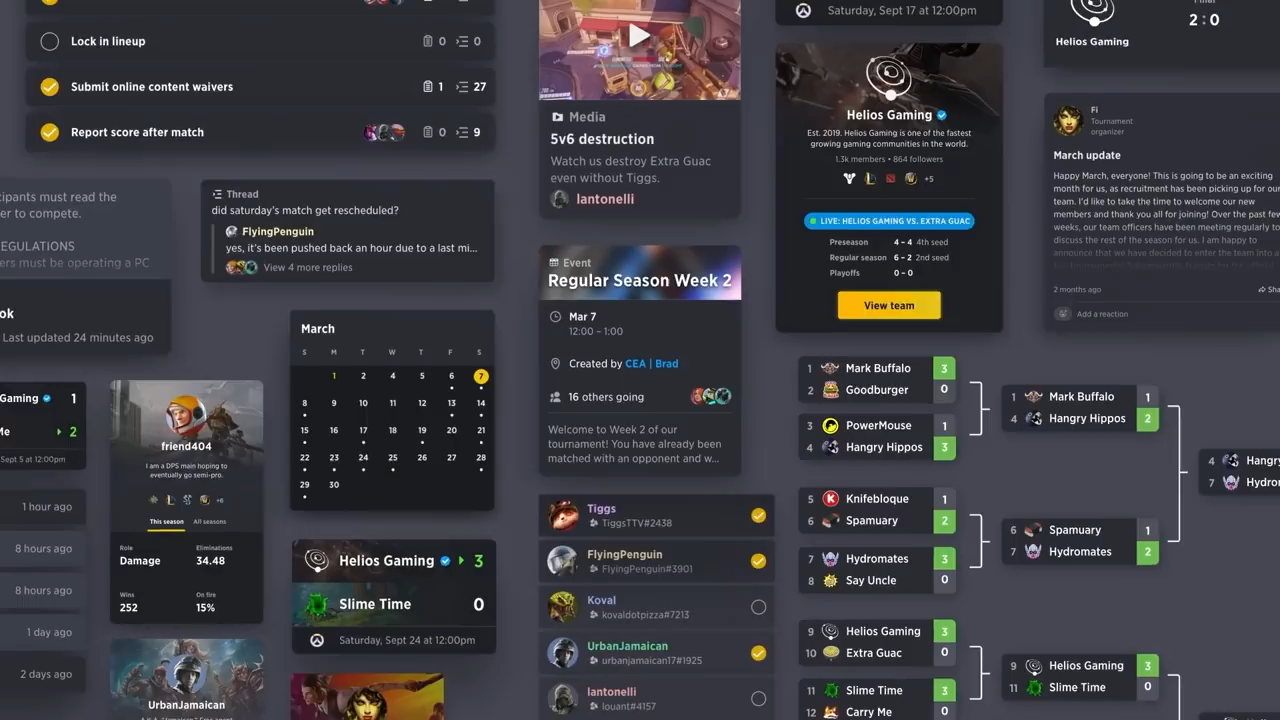 Lock in lineup
0
0
Submit online content waivers
1
27
Report score after match
0
9
cipants must read the
er to compete.
EGULATIONS
ers must be operating a PC
ok
Last updated 24 minutes ago
Thread
did saturday's match get rescheduled?
FlyingPenguin
yes, it's been pushed back an hour due to a last mi...
View 4 more replies
March
S M T W T F S
1 2 3 4 5 6 7
8 9 10 11 12 13 14
15 16 17 18 19 20 21
22 23 24 25 26 27 28
29 30
Gaming
1
Me
2
Sept 5 at 12:00pm
1 hour ago
8 hours ago
8 hours ago
1 day ago
2 days ago
friend404
I am a DPS main hoping to
eventually go semi-pro.
+6
This season
All seasons
Role
Damage
Eliminations
34.48
Wins
252
On fire
15%
UrbanJamaican
Helios Gaming
3
Slime Time
0
Saturday, Sept 24 at 12:00pm
Media
5v6 destruction
Watch us destroy Extra Guac
even without Tiggs.
lantonelli
Event
Regular Season Week 2
Mar 7
12:00 – 1:00
Created by CEA | Brad
16 others going
Welcome to Week 2 of our
tournament! You have already been
matched with an opponent and w...
Tiggs
TiggsTTV#2438
FlyingPenguin
FlyingPenguin#3901
Koval
kovaldotpizza#7213
UrbanJamaican
urbanjamaican17#1925
lantonelli
louant#4157
Saturday, Sept 17 at 12:00pm
Helios Gaming
Est. 2019. Helios Gaming is one of the fastest
growing gaming communities in the world.
1.3k members • 864 followers
+5
LIVE: HELIOS GAMING VS. EXTRA GUAC
Preseason 4 – 4 4th seed
Regular season 6 – 2 2nd seed
Playoffs 0 – 0
View team
2:0
Helios Gaming
Fi
Tournament
organizer
March update
Happy March, everyone! This is going to be an exciting
month for us, as recruitment has been picking up for our
team. I'd like to take the time to welcome our new
members and thank you all for joining! Over the past few
weeks, our team officers have been meeting regularly to
discuss the rest of the season for us. I am happy to
announce that we have decided to enter the team into
2 months ago
Sha
Add a reaction
1 Mark Buffalo 3
2 Goodburger 0
3 PowerMouse 1
4 Hangry Hippos 3
5 Knifebloque 1
6 Spamuary 2
7 Hydromates 3
8 Say Uncle 0
9 Helios Gaming 3
10 Extra Guac 0
11 Slime Time 3
12 Carry Me 0
1 Mark Buffalo 1
4 Hangry Hippos 2
6 Spamuary 1
7 Hydromates 2
9 Helios Gaming 3
11 Slime Time 0
4 Hangry
7 Hydror